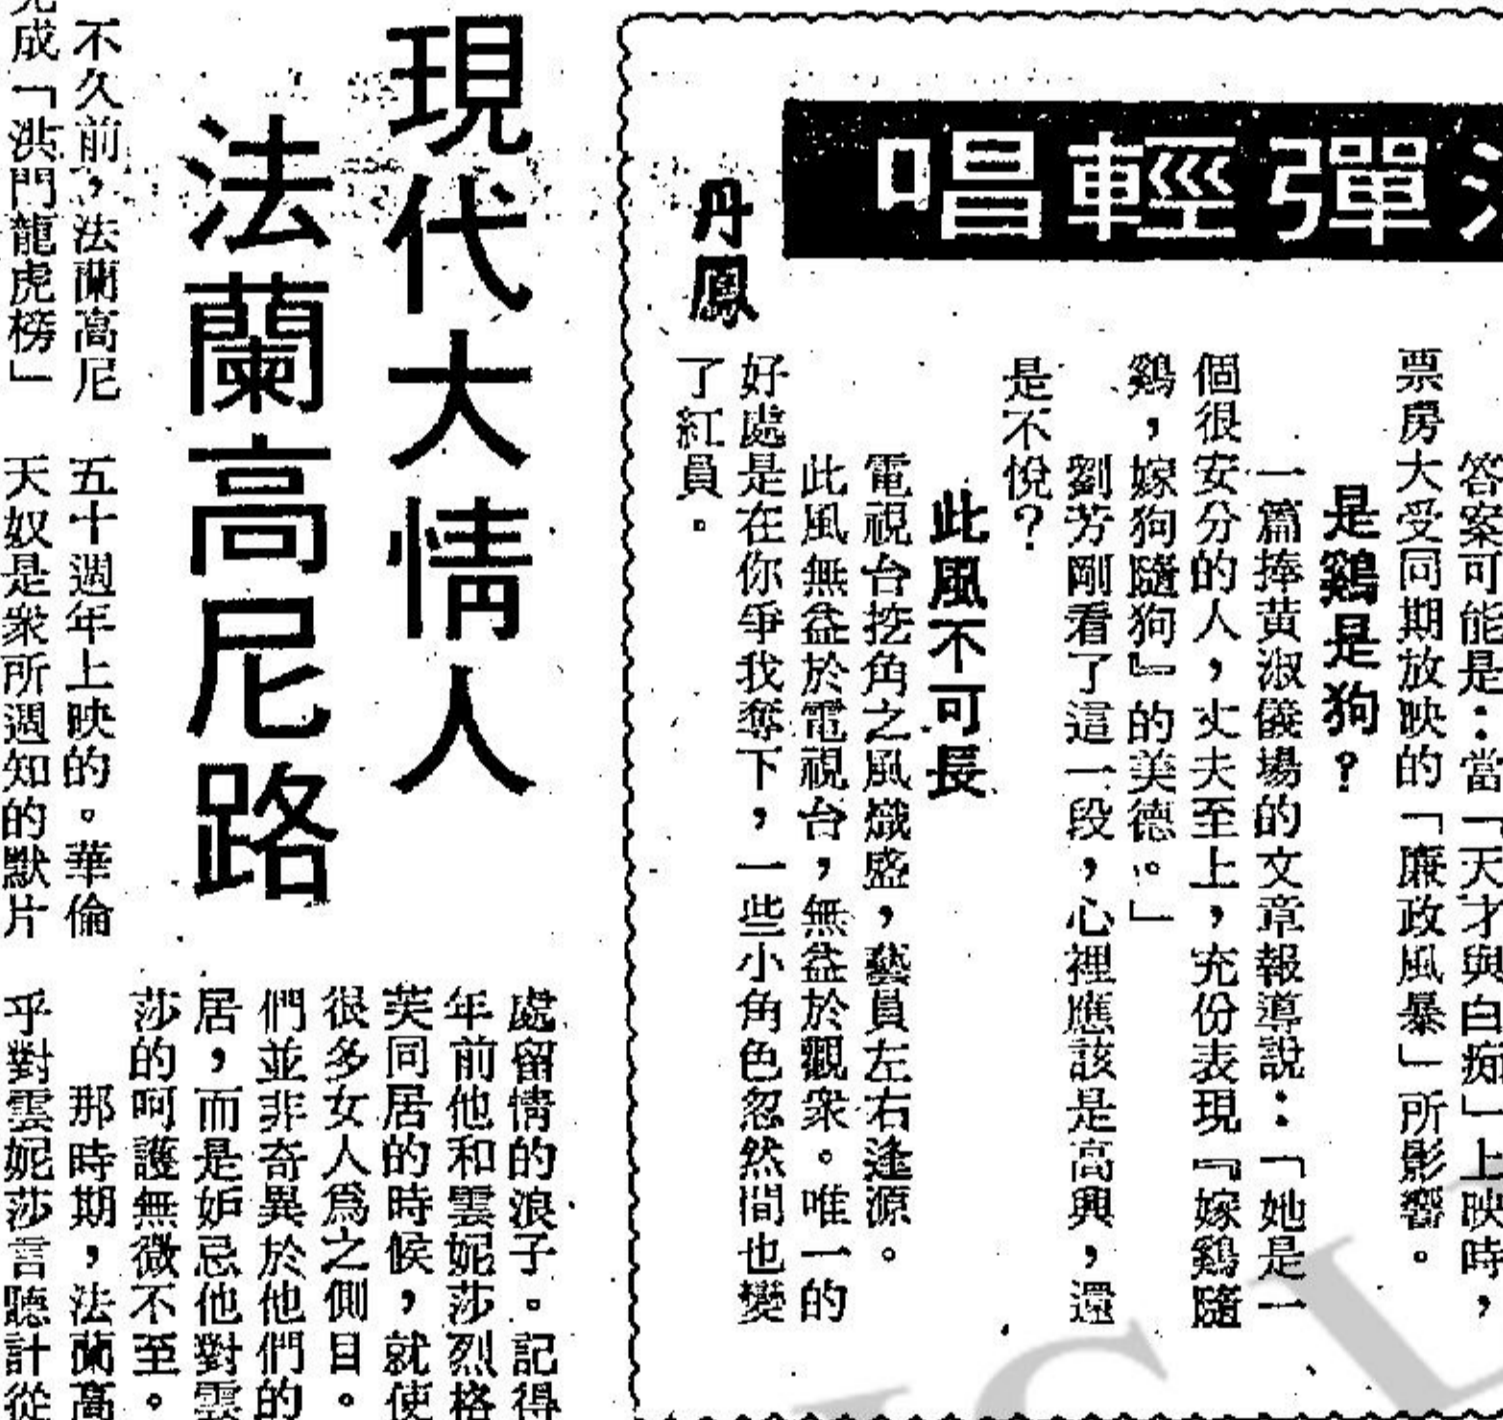 彈輕唱
丹鳳
答案可能是：當「天才與白痴」上映時，
票房大受同期放映的「廉政風暴」所影響。
是鷄是狗？
一篇捧黄淑儀場的文章報導説：「她是一
個很安分的人，丈夫至上，充份表現『嫁鷄隨
鷄，嫁狗隨狗』的美德。」
劉芳剛看了這一段，心裡應該是高興，還
是不悅？
此風不可長
電視台挖角之風熾盛，藝員左右逢源。
此風無益於電視台，無益於觀衆。唯一的
好處是在你爭我奪下，一些小角色忽然間也變
了紅員。
現代大情人
法蘭高尼路
不久前，法蘭高尼
成「洪門龍虎榜」
五十週年上映的。華倫
天奴是衆所週知的默片
處留情的浪子。記得
年前他和雲妮莎烈格
芙同居的時候，就使
很多女人爲之側目。
們並非奇異於他們的
居，而是妒忌他對雲
莎的呵護無微不至。
那時期，法蘭高
乎對雲妮莎言聽計從